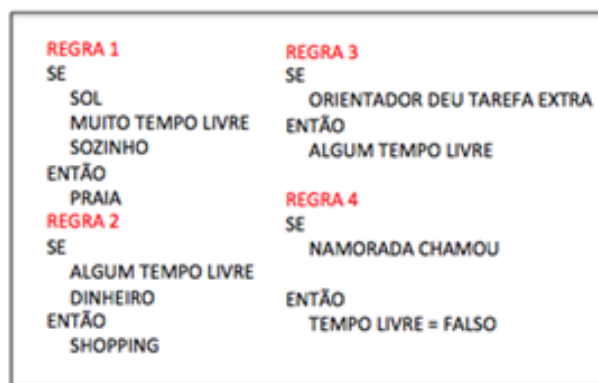 REGRA 1
SE
SOL
MUITO TEMPO LIVRE
SOZINHO
ENTÃO
PRAIA
REGRA 2
SE
ALGUM TEMPO LIVRE
DINHEIRO
ENTÃO
SHOPPING
REGRA 3
SE
ORIENTADOR DEU TAREFA EXTRA
ENTÃO
ALGUM TEMPO LIVRE
REGRA 4
SE
NAMORADA CHAMOU
ENTÃO
TEMPO LIVRE = FALSO